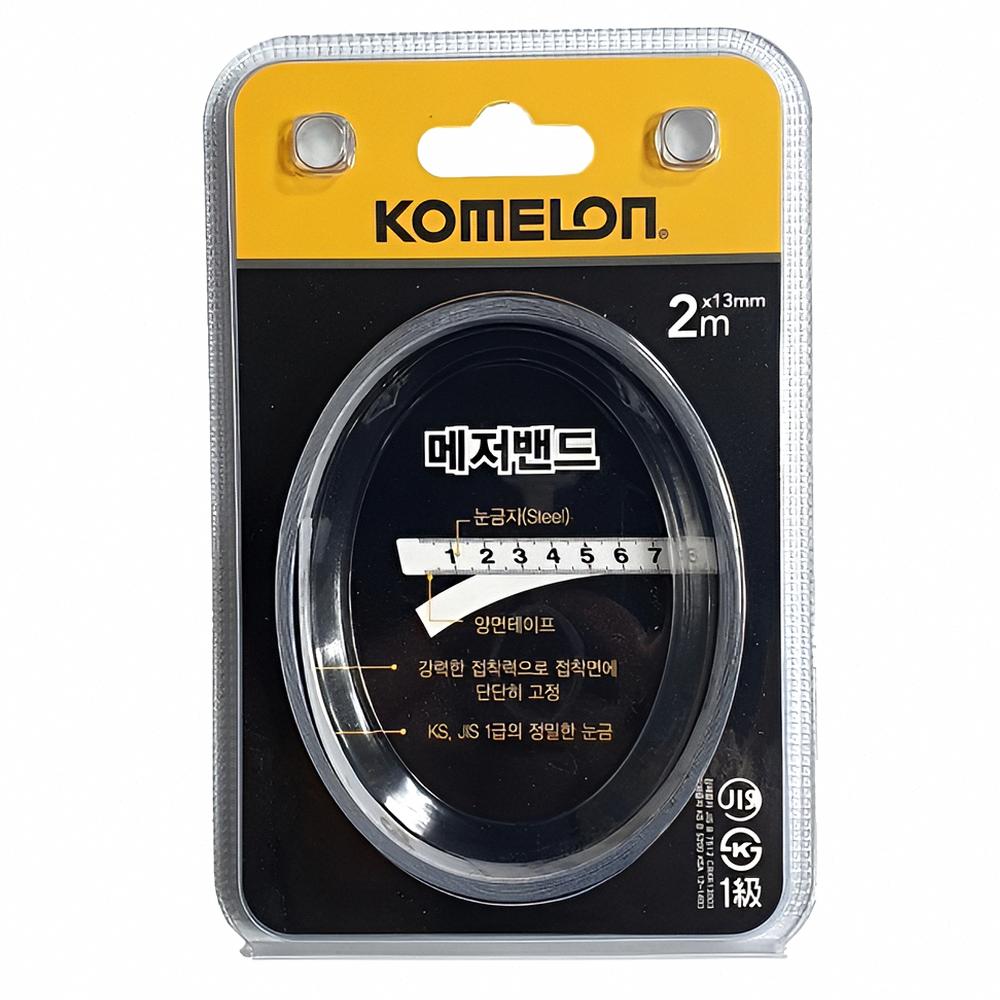 KOMELON®
2m x13mm
메저밴드
눈금자(Steel)
1 2 3 4 5 6 7 8
양면테이프
강력한 접착력으로 접착면에
단단히 고정
KS, JIS 1급의 정밀한 눈금
JIS
KS
1級